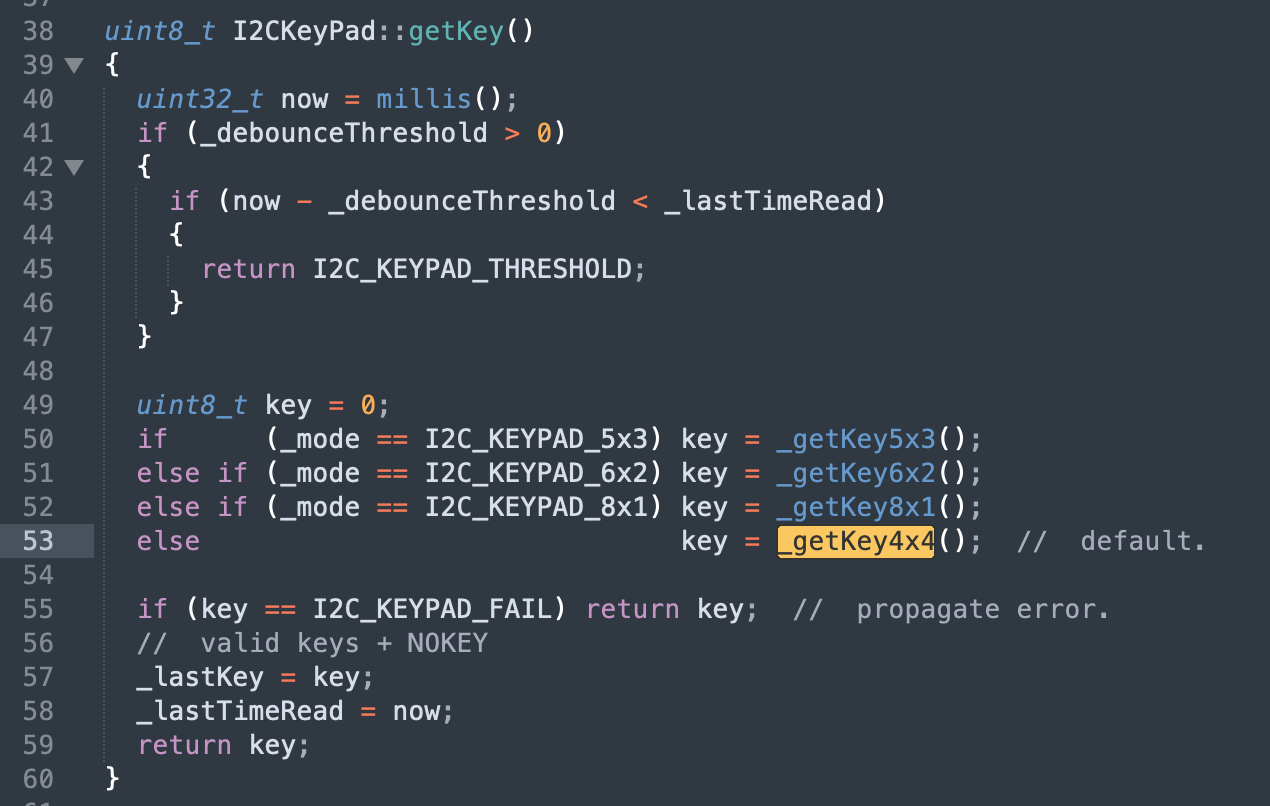 38 uint8_t I2CKeyPad::getKey()
39 {
40   uint32_t now = millis();
41   if (_debounceThreshold > 0)
42   {
43     if (now - _debounceThreshold < _lastTimeRead)
44     {
45       return I2C_KEYPAD_THRESHOLD;
46     }
47   }
48
49   uint8_t key = 0;
50   if      (_mode == I2C_KEYPAD_5x3) key = _getKey5x3();
51   else if (_mode == I2C_KEYPAD_6x2) key = _getKey6x2();
52   else if (_mode == I2C_KEYPAD_8x1) key = _getKey8x1();
53   else                              key = _getKey4x4();  //  default.
54
55   if (key == I2C_KEYPAD_FAIL) return key;  //  propagate error.
56   //  valid keys + NOKEY
57   _lastKey = key;
58   _lastTimeRead = now;
59   return key;
60 }